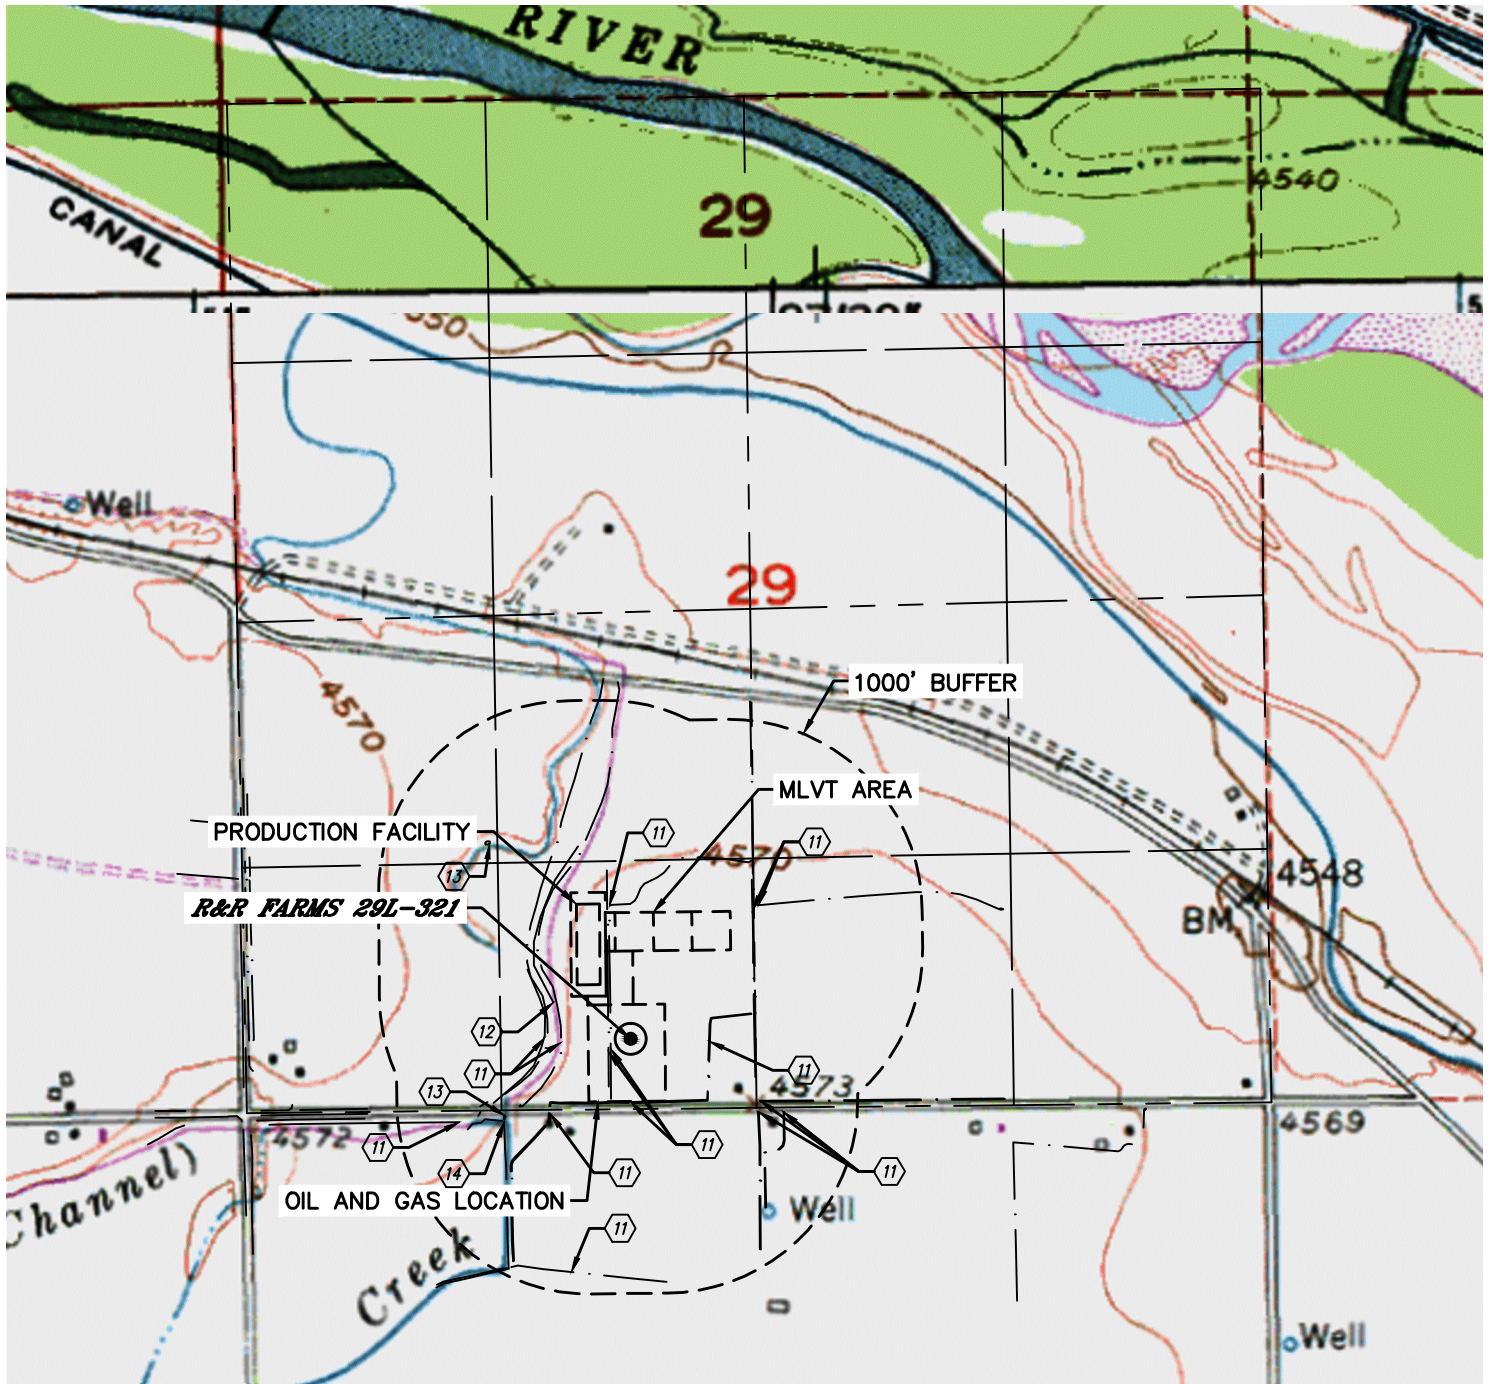 RIVER
29
4540
CANAL
Well
29
1000' BUFFER
4570
MLVT AREA
PRODUCTION FACILITY
11
11
4570
13
4548
R&R FARMS 29L-321
BM
12
11
11
13
4573
4572
11
11
4569
14
11
11
OIL AND GAS LOCATION
Channel)
Well
11
Creek
Well